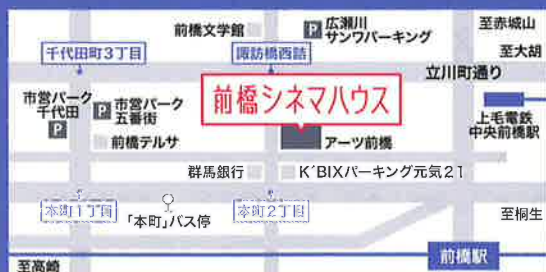 前橋文学館
P
広瀬川
サンワパーキング
至赤城山
至大胡
千代田町3丁目
諏訪橋西詰
立川町通り
前橋シネマハウス
市営パーク
千代田
P
P
市営パーク
五番街
前橋テルサ
アーツ前橋
上毛電鉄
中央前橋駅
群馬銀行
K´BIXパーキング元気21
本町1丁目
「本町」バス停
本町2丁目
至桐生
至高崎
前橋駅